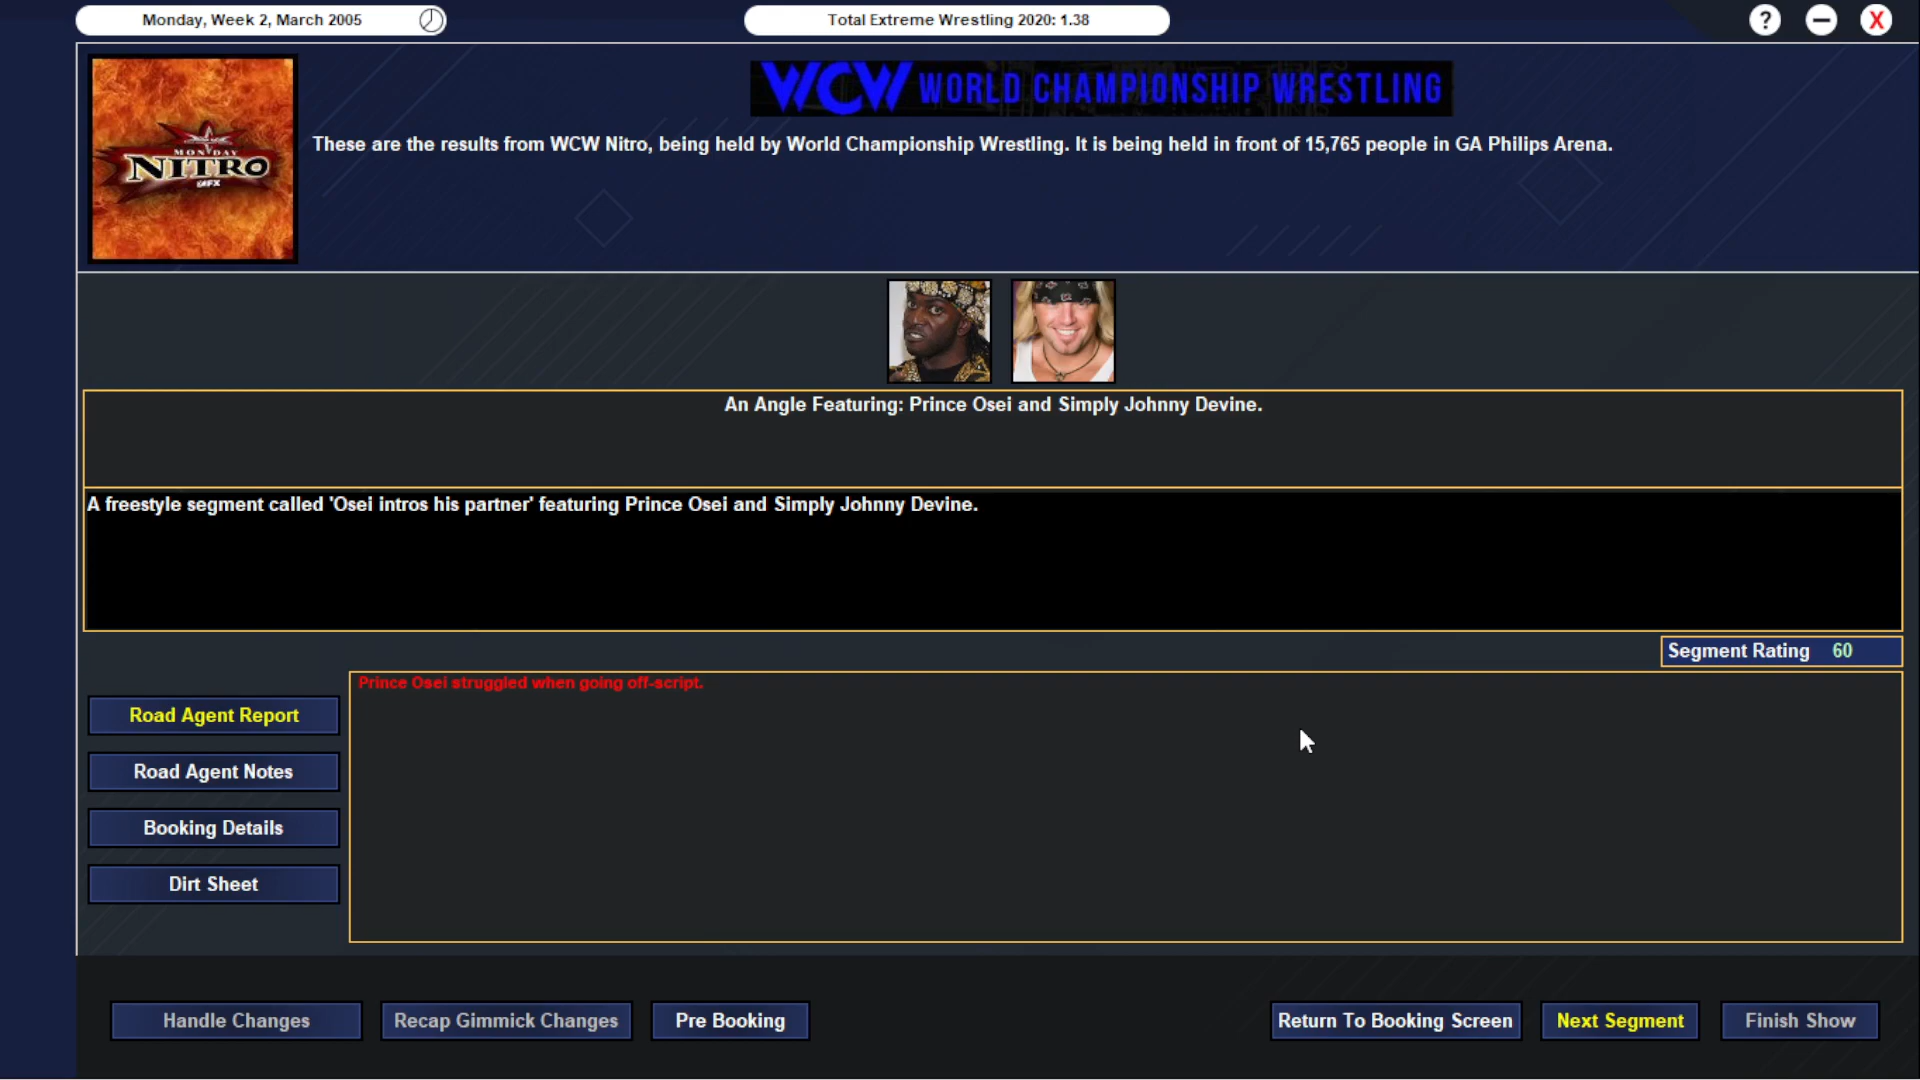 Monday, Week 2, March 2005
Total Extreme Wrestling 2020: 1.38
?
X
WCW WORLD CHAMPIONSHIP WRESTLING
MONDAY
NITRO
These are the results from WCW Nitro, being held by World Championship Wrestling. It is being held in front of 15,765 people in GA Philips Arena.
An Angle Featuring: Prince Osei and Simply Johnny Devine.
A freestyle segment called 'Osei intros his partner' featuring Prince Osei and Simply Johnny Devine.
Segment Rating 60
Prince Osei struggled when going off-script.
Road Agent Report
Road Agent Notes
Booking Details
Dirt Sheet
Handle Changes
Recap Gimmick Changes
Pre Booking
Return To Booking Screen
Next Segment
Finish Show